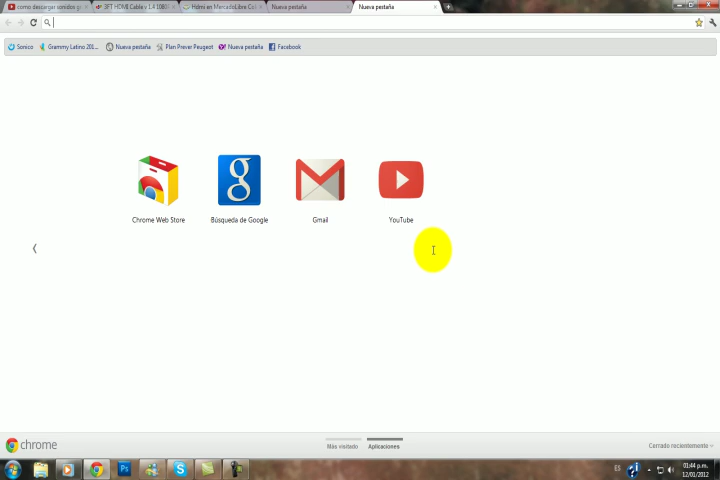 como descargar sonidos gr
3FT HDMI Cable v 1.4 1080
Hdmi en MercadoLibre Col
Nueva pestaña
Nueva pestaña
Sonico
Grammy Latino 201...
Nueva pestaña
Plan Prever Peugeot
Nueva pestaña
Facebook
Chrome Web Store
Búsqueda de Google
Gmail
YouTube
chrome
Más visitado
Aplicaciones
Cerrado recientemente
ES
01:44 p.m.
12/01/2012